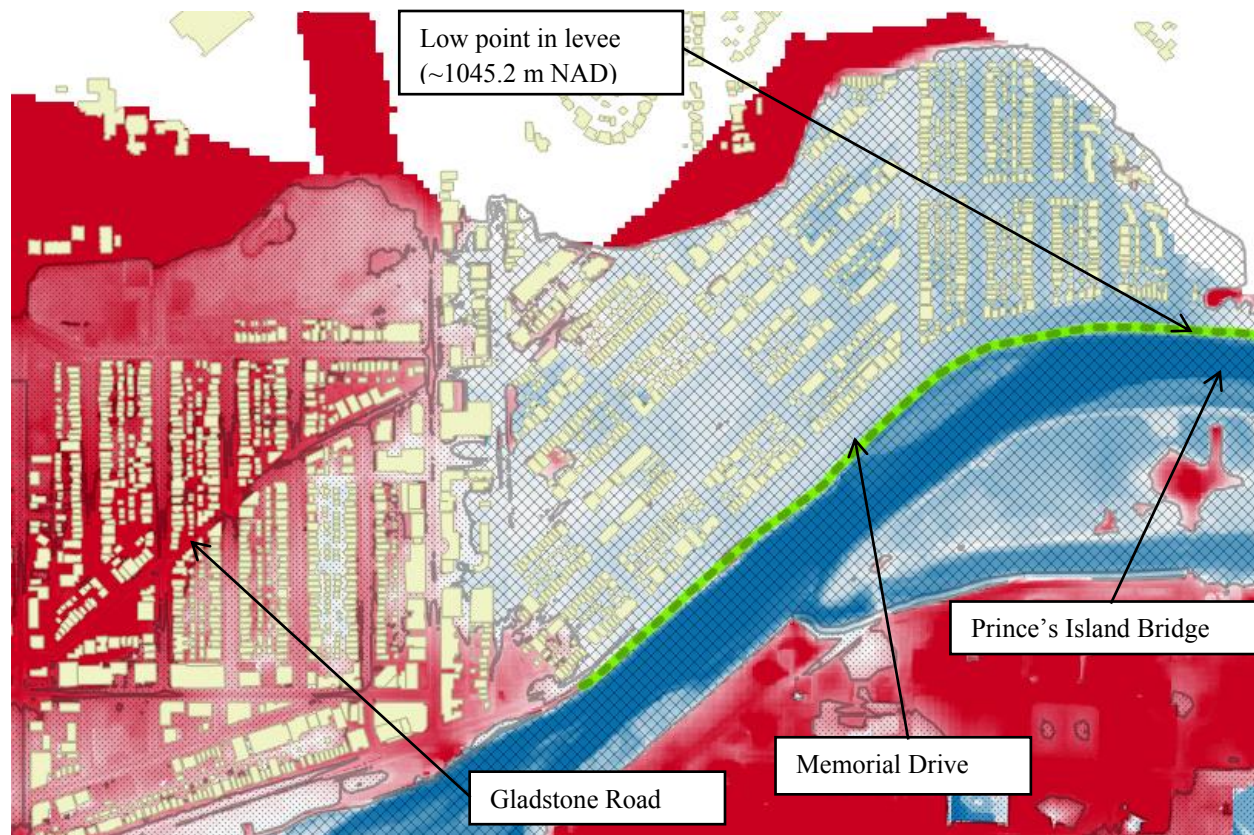 Low point in levee
(~1045.2 m NAD)
Prince's Island Bridge
Memorial Drive
Gladstone Road